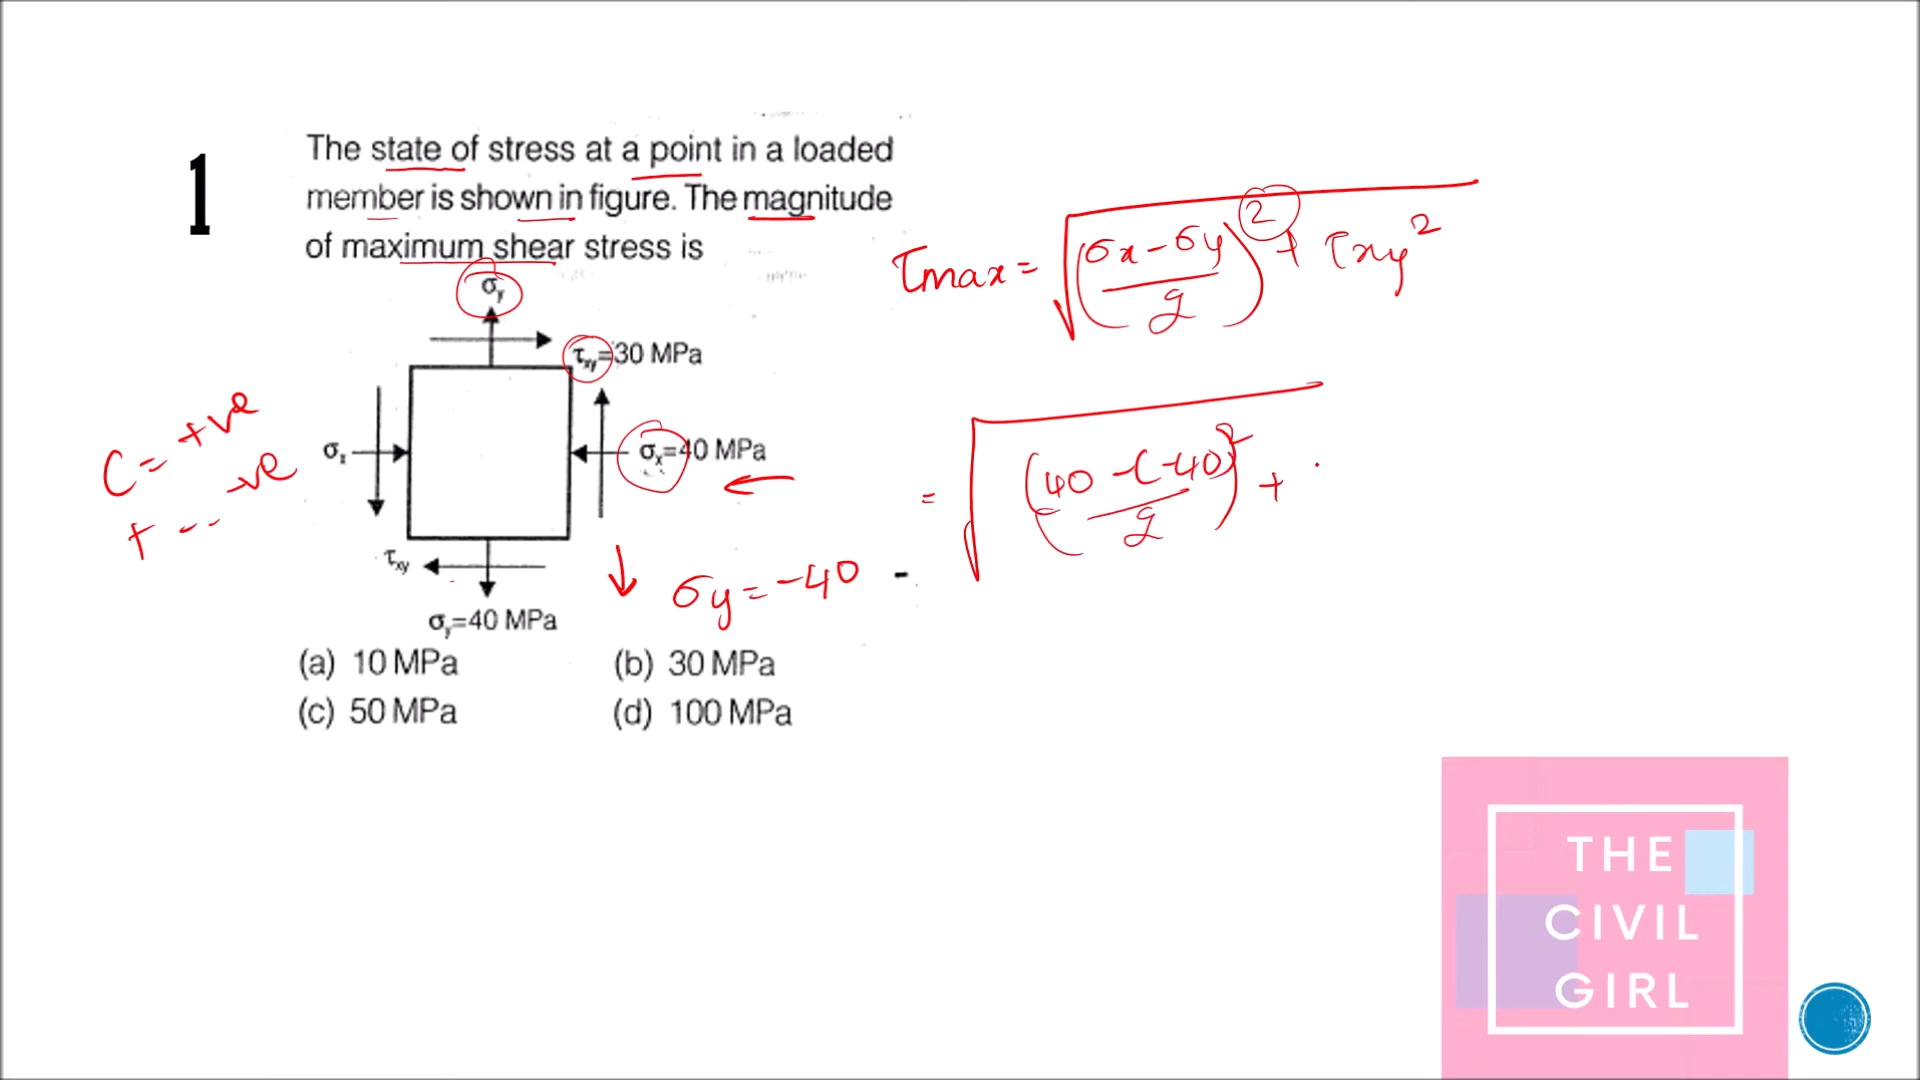 1
The state of stress at a point in a loaded
member is shown in figure. The magnitude
of maximum shear stress is
σy
τxy=30 MPa
σx
σx=40 MPa
τxy
σy=40 MPa
(a) 10 MPa
(b) 30 MPa
(c) 50 MPa
(d) 100 MPa
C = +ve
T -- -ve
σy = -40
τmax = √((σx - σy)/2)² + τxy²
= √((40 - (-40)/2)² +
THE
CIVIL
GIRL